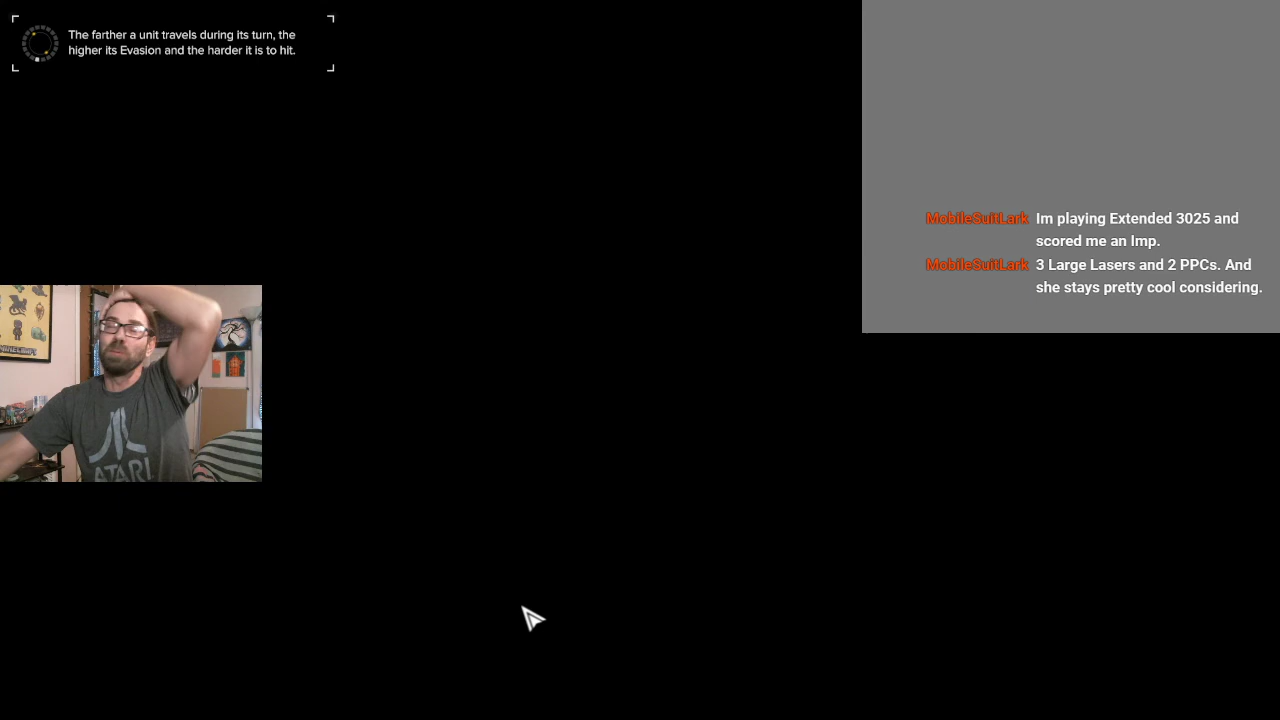 The farther a unit travels during its turn, the
higher its Evasion and the harder it is to hit.
MobileSuitLark Im playing Extended 3025 and
scored me an Imp.
MobileSuitLark 3 Large Lasers and 2 PPCs. And
she stays pretty cool considering.
ATARI